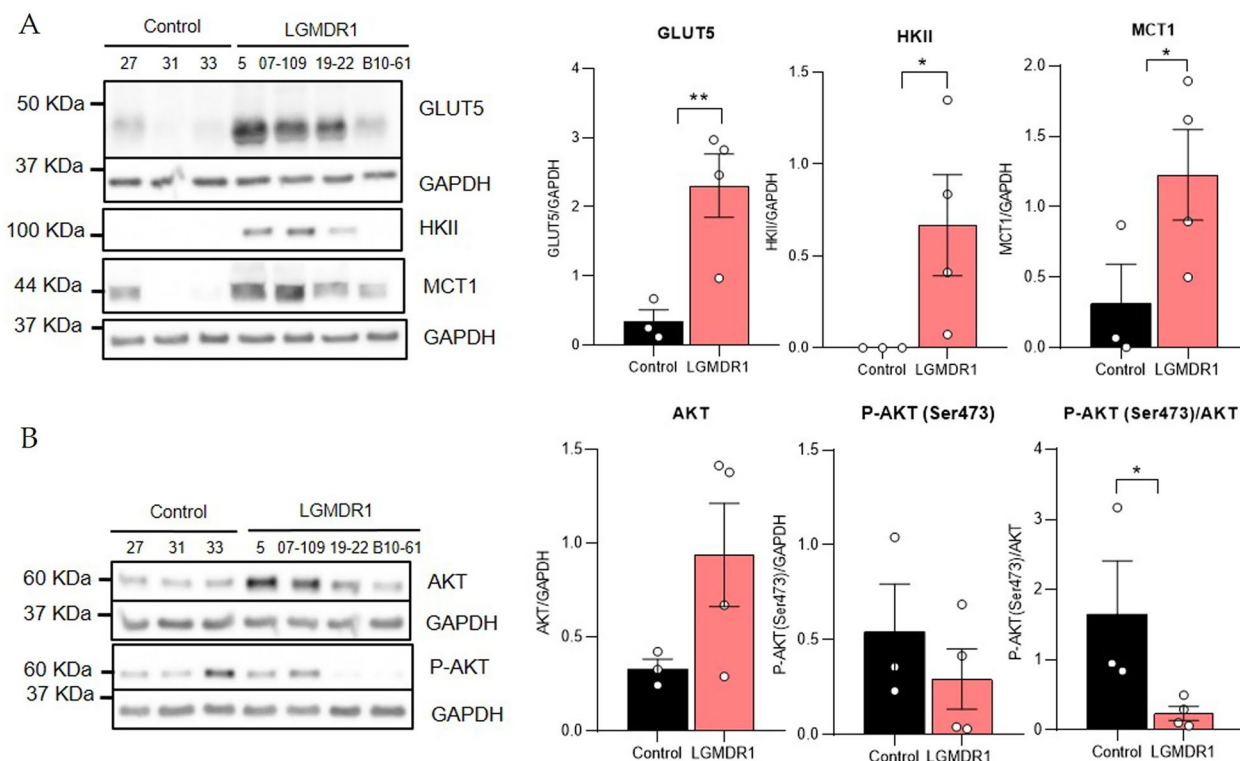 A
Control LGMDR1
27 31 33 5 07-109 19-22 B10-61
50 KDa
GLUT5
37 KDa
GAPDH
100 KDa
HKII
44 KDa
MCT1
37 KDa
GAPDH
GLUT5
**
GLUT5/GAPDH
4
3
2
1
0
Control LGMDR1
HKII
*
HKII/GAPDH
1.5
1.0
0.5
0.0
Control LGMDR1
MCT1
*
MCT1/GAPDH
2.0
1.5
1.0
0.5
0.0
Control LGMDR1
B
Control LGMDR1
27 31 33 5 07-109 19-22 B10-61
60 KDa
AKT
37 KDa
GAPDH
60 KDa
P-AKT
37 KDa
GAPDH
AKT
AKT/GAPDH
1.5
1.0
0.5
0.0
Control LGMDR1
P-AKT (Ser473)
P-AKT(Ser473)/GAPDH
1.5
1.0
0.5
0.0
Control LGMDR1
P-AKT (Ser473)/AKT
*
P-AKT(Ser473)/AKT
4
3
2
1
0
Control LGMDR1